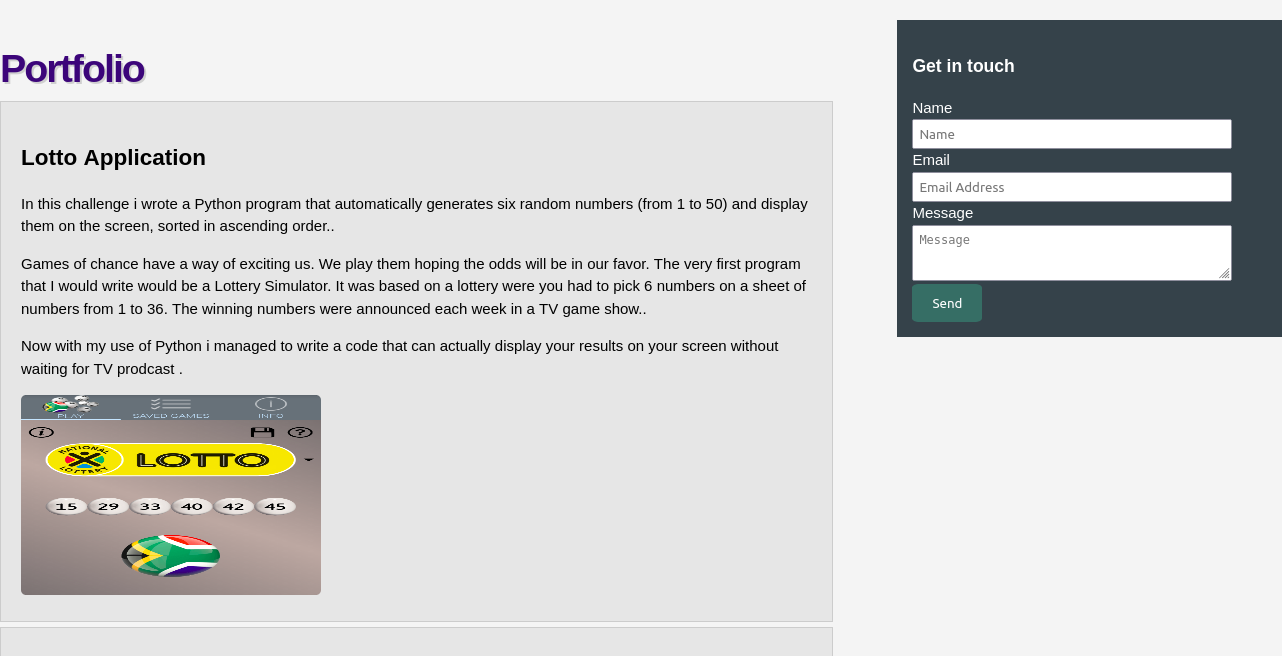 Portfolio
Lotto Application
In this challenge i wrote a Python program that automatically generates six random numbers (from 1 to 50) and display
them on the screen, sorted in ascending order..
Games of chance have a way of exciting us. We play them hoping the odds will be in our favor. The very first program
that I would write would be a Lottery Simulator. It was based on a lottery were you had to pick 6 numbers on a sheet of
numbers from 1 to 36. The winning numbers were announced each week in a TV game show..
Now with my use of Python i managed to write a code that can actually display your results on your screen without
waiting for TV prodcast .
PLAY
SAVED GAMES
INFO
NATIONAL
LOTTERY
LOTTO
15 29 33 40 42 45
Get in touch
Name
Name
Email
Email Address
Message
Message
Send